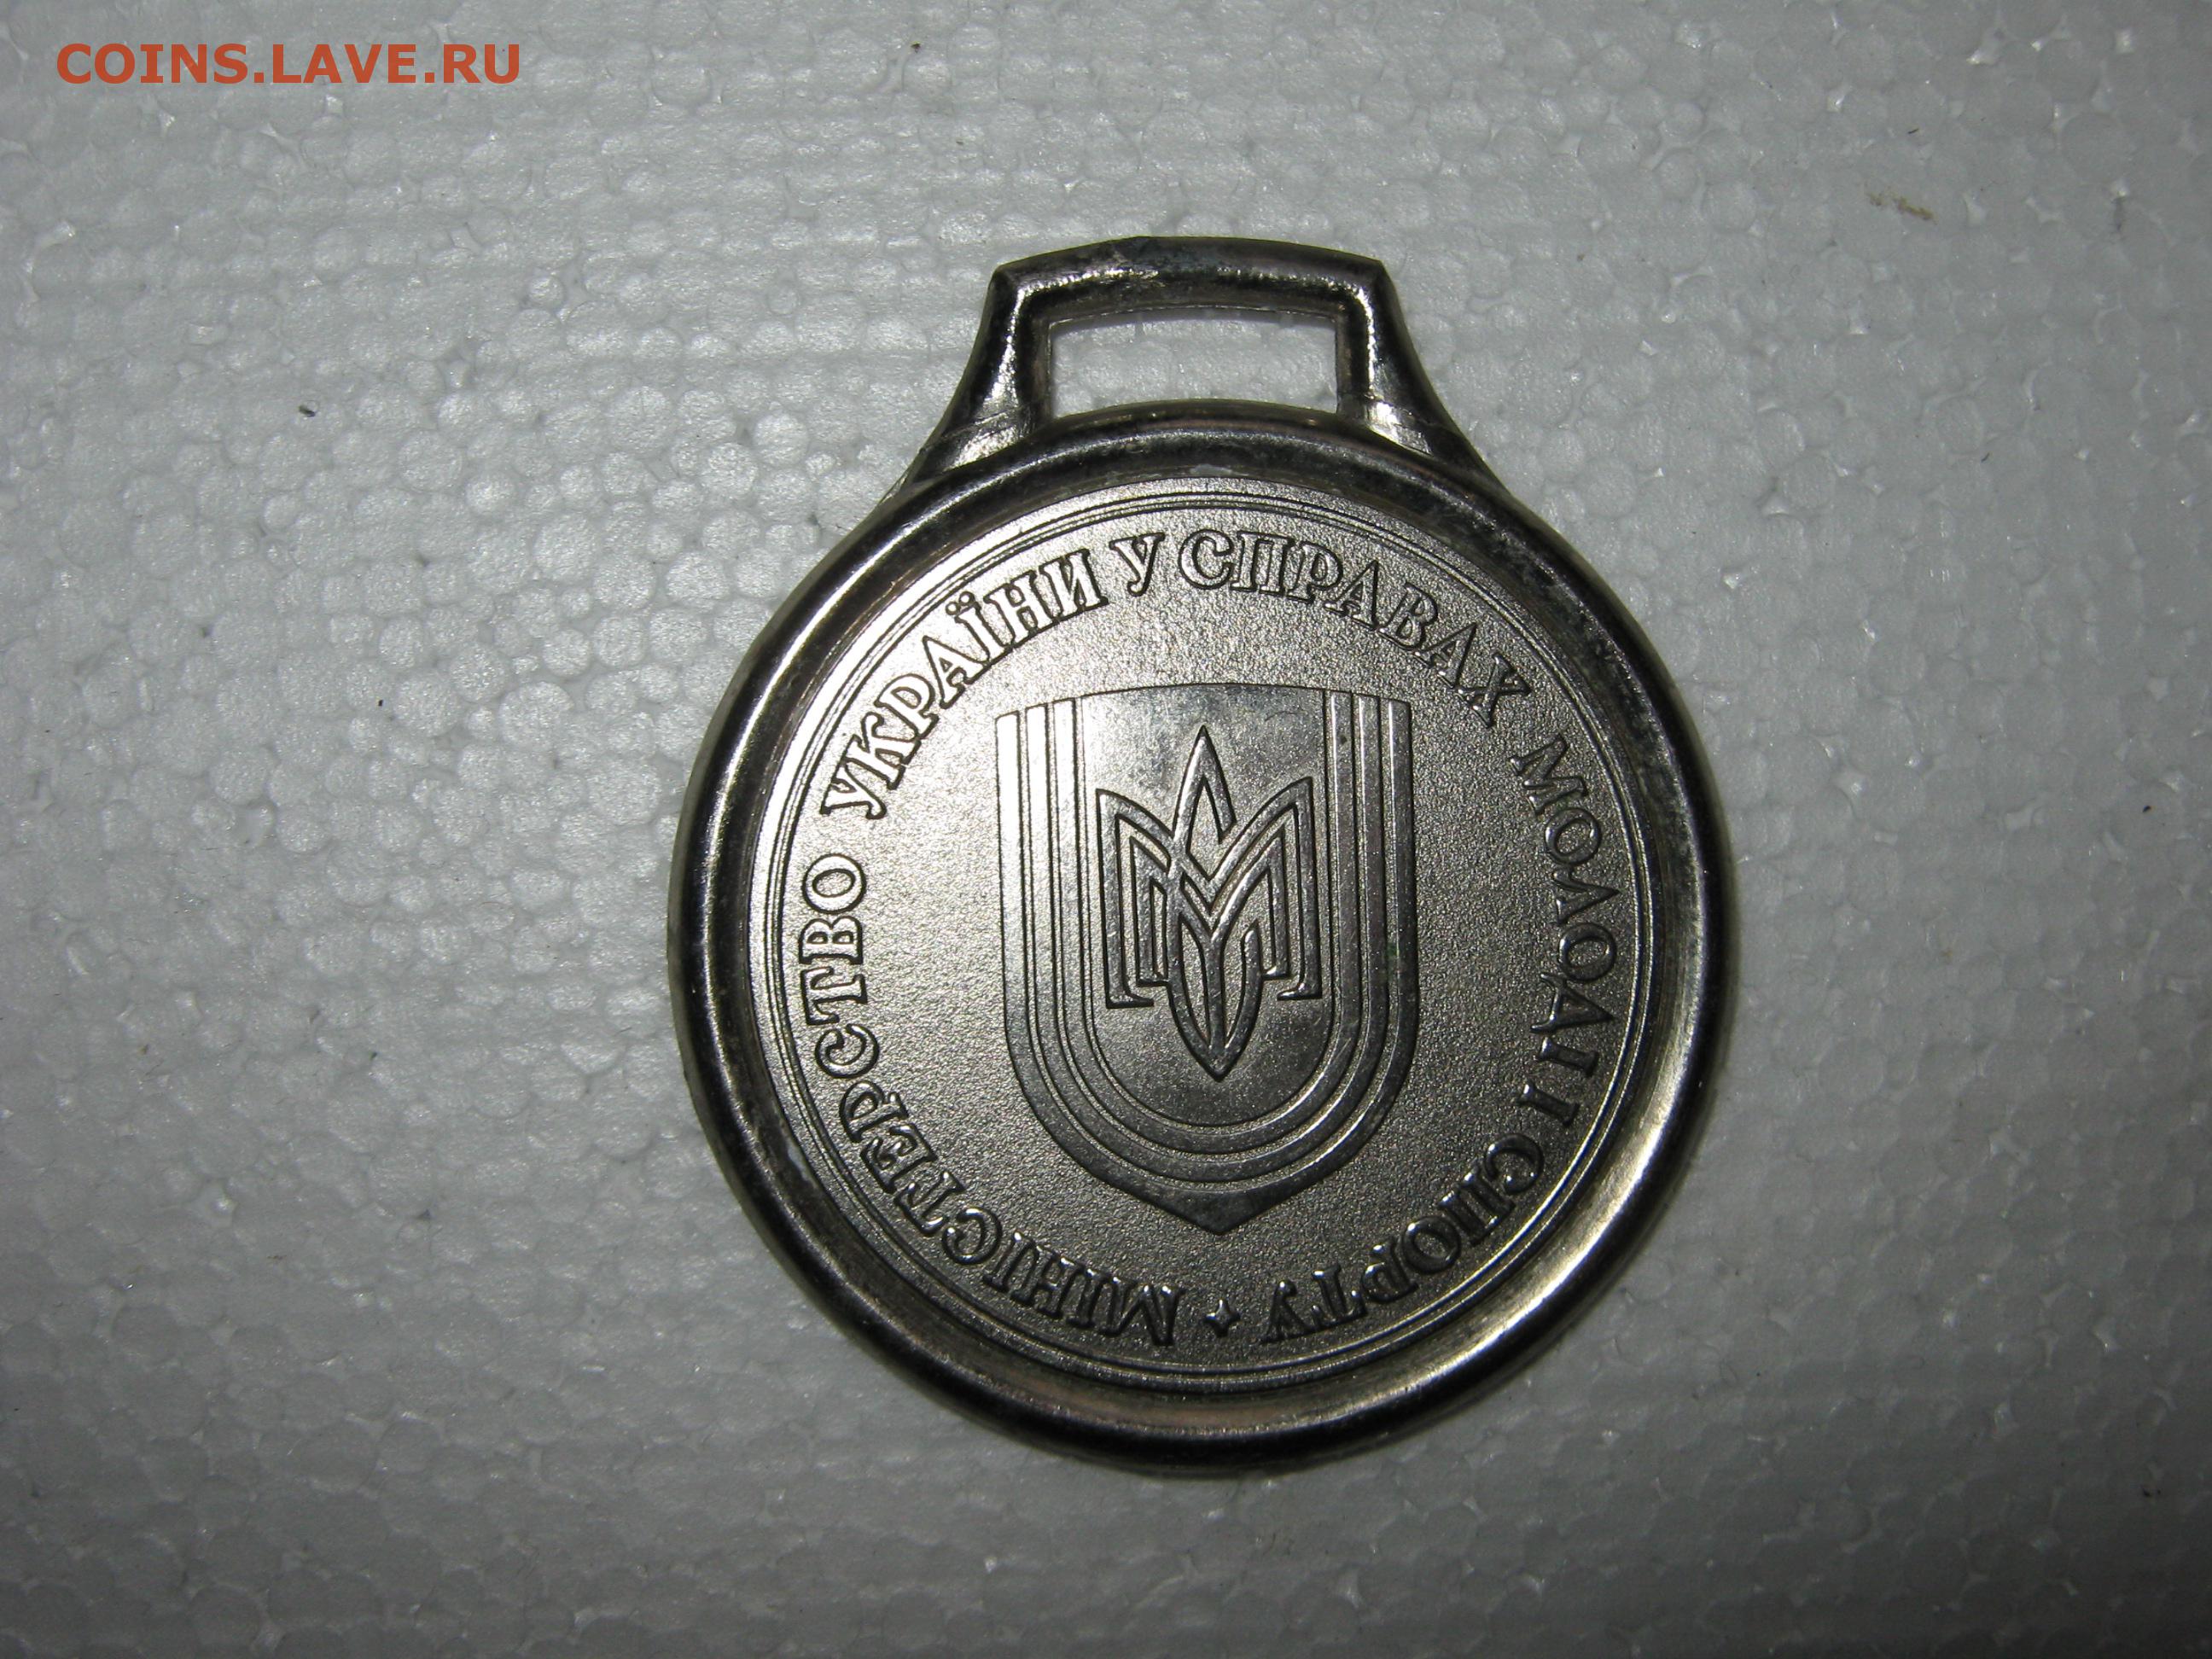 COINS.LAVE.RU
МІНІСТЕРСТВО УКРАЇНИ У СПРАВАХ МОЛОДІ І СПОРТУ